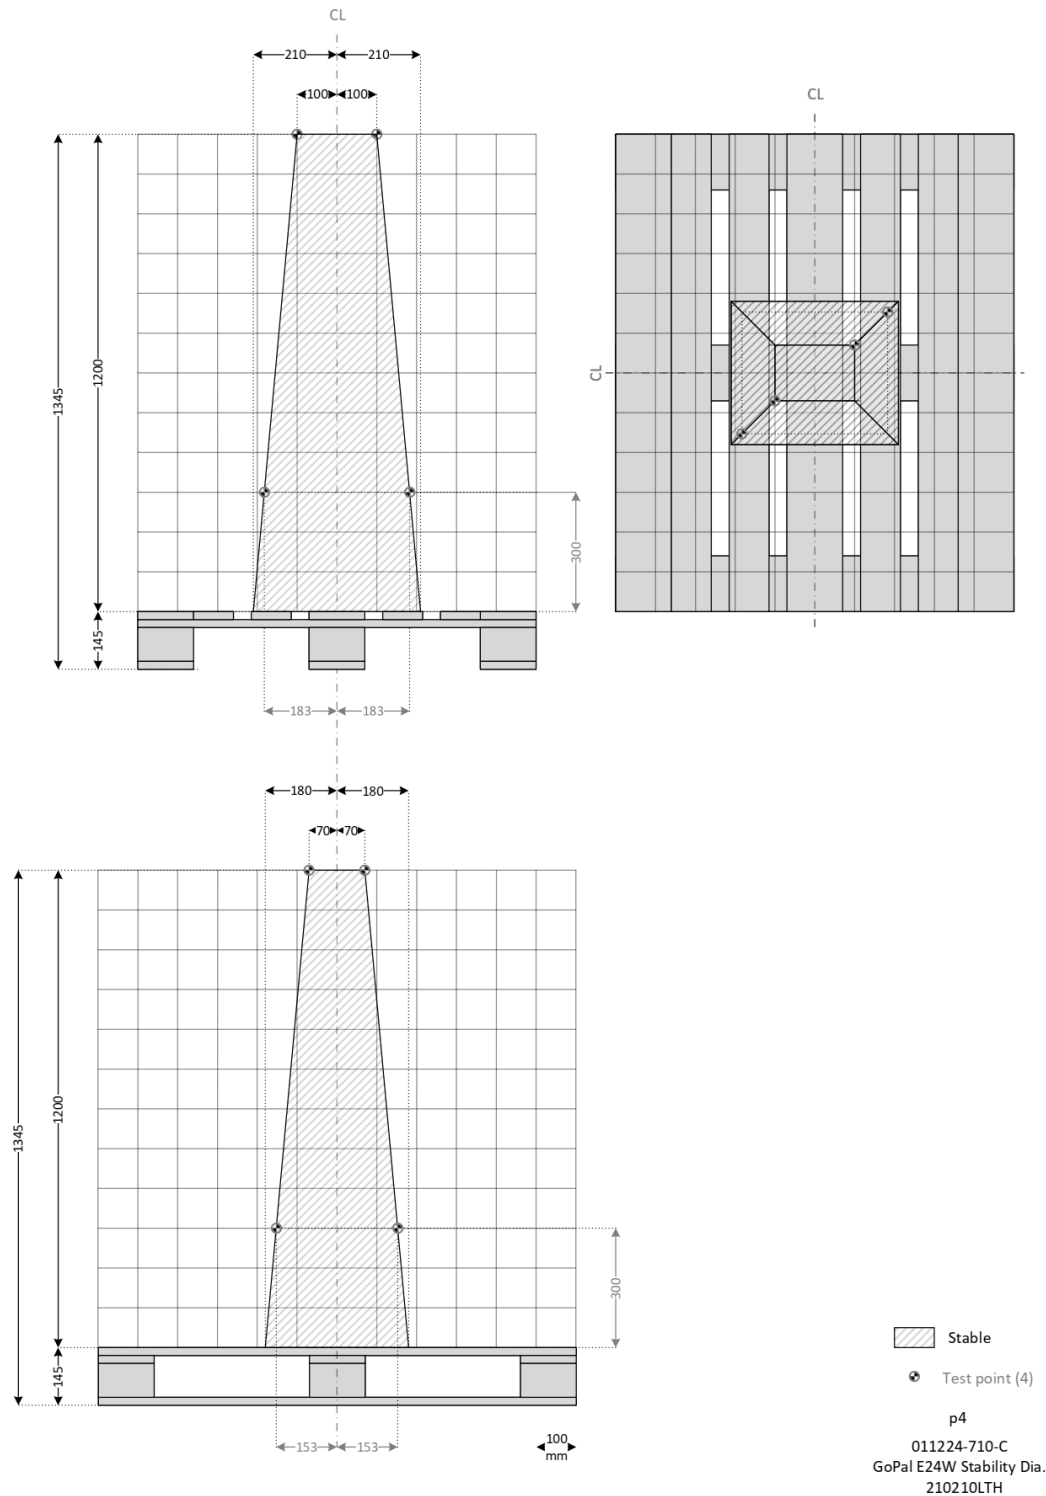 CL
210 210
100 100
1345
1200
145
300
183 183
CL
CL
180 180
70 70
1345
1200
145
300
153 153
100
mm
Stable
Test point (4)
p4
011224-710-C
GoPal E24W Stability Dia.
210210LTH